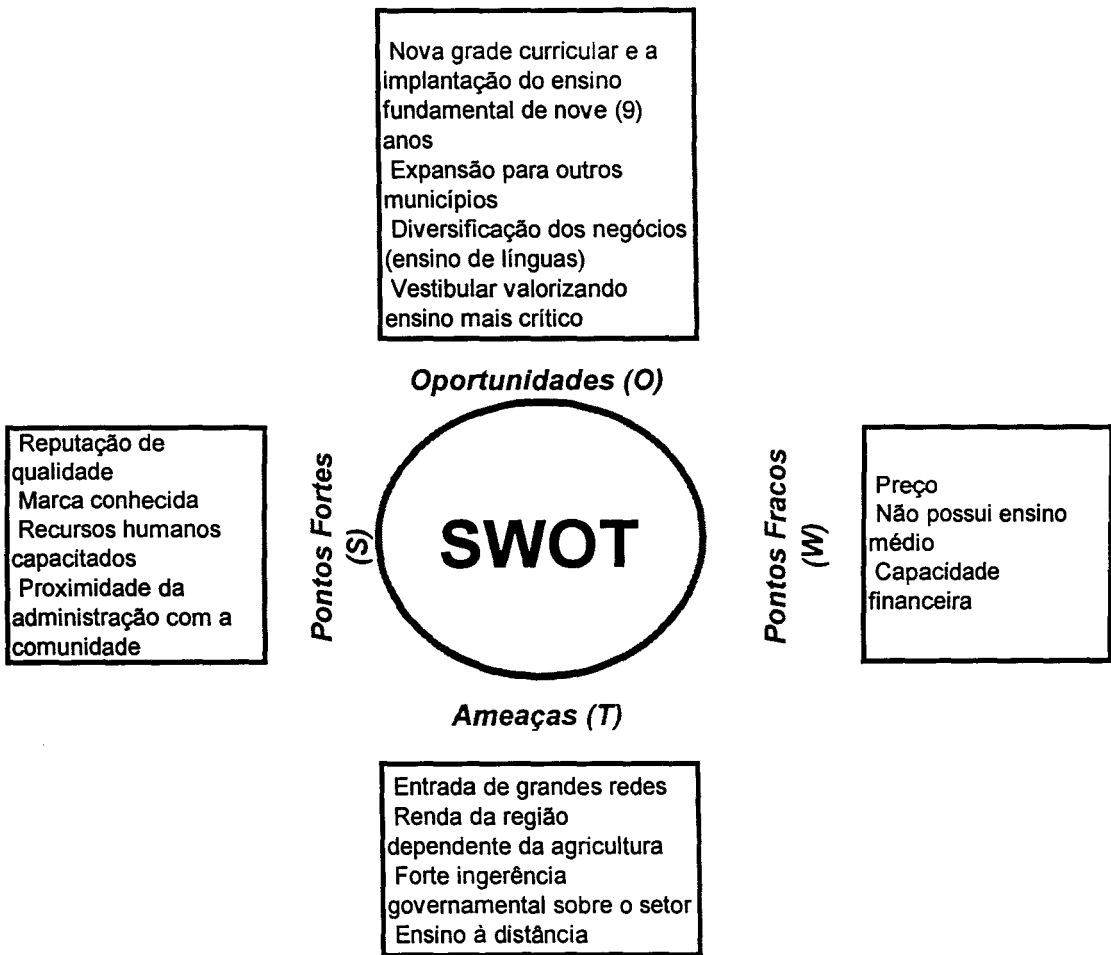 Nova grade curricular e a
implantação do ensino
fundamental de nove (9)
anos
Expansão para outros
municípios
Diversificação dos negócios
(ensino de línguas)
Vestibular valorizando
ensino mais crítico
Oportunidades (O)
Reputação de
qualidade
Marca conhecida
Recursos humanos
capacitados
Proximidade da
administração com a
comunidade
Pontos Fortes
(S)
SWOT
Pontos Fracos
(W)
Preço
Não possui ensino
médio
Capacidade
financeira
Ameaças (T)
Entrada de grandes redes
Renda da região
dependente da agricultura
Forte ingerência
governamental sobre o setor
Ensino à distância